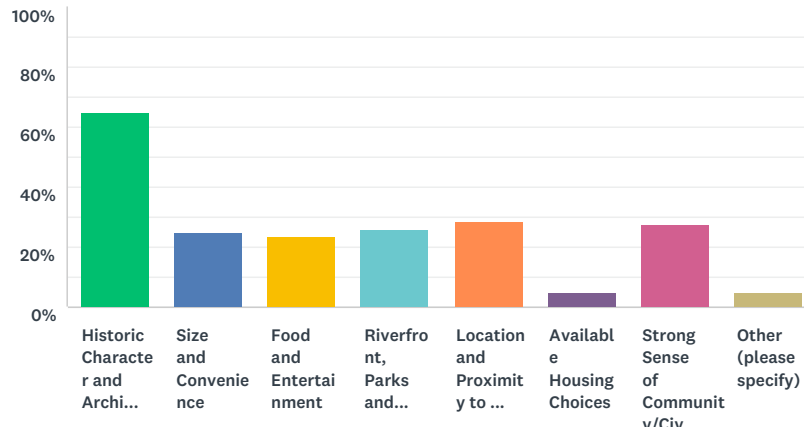 100%
80%
60%
40%
20%
0%
Historic
Characte
r and
Archi...
Size
and
Convenie
nce
Food
and
Entertai
nment
Riverfro
nt,
Parks
and...
Location
and
Proximit
y to ...
Availabl
e
Housing
Choices
Strong
Sense
of
Communit
y/Civ
Other
(please
specify)